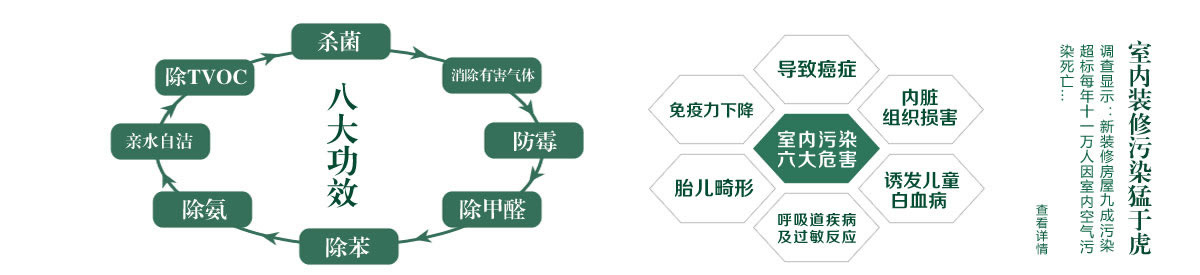 八大功效
杀菌
消除有害气体
防霉
除甲醛
除苯
除氨
亲水自洁
除TVOC
室内污染
六大危害
导致癌症
内脏
组织损害
诱发儿童
白血病
呼吸道疾病
及过敏反应
胎儿畸形
免疫力下降
室内装修污染猛于虎
调查显示：新装修房屋九成污染
超标每年十一万人因室内空气污
染死亡...
查看详情